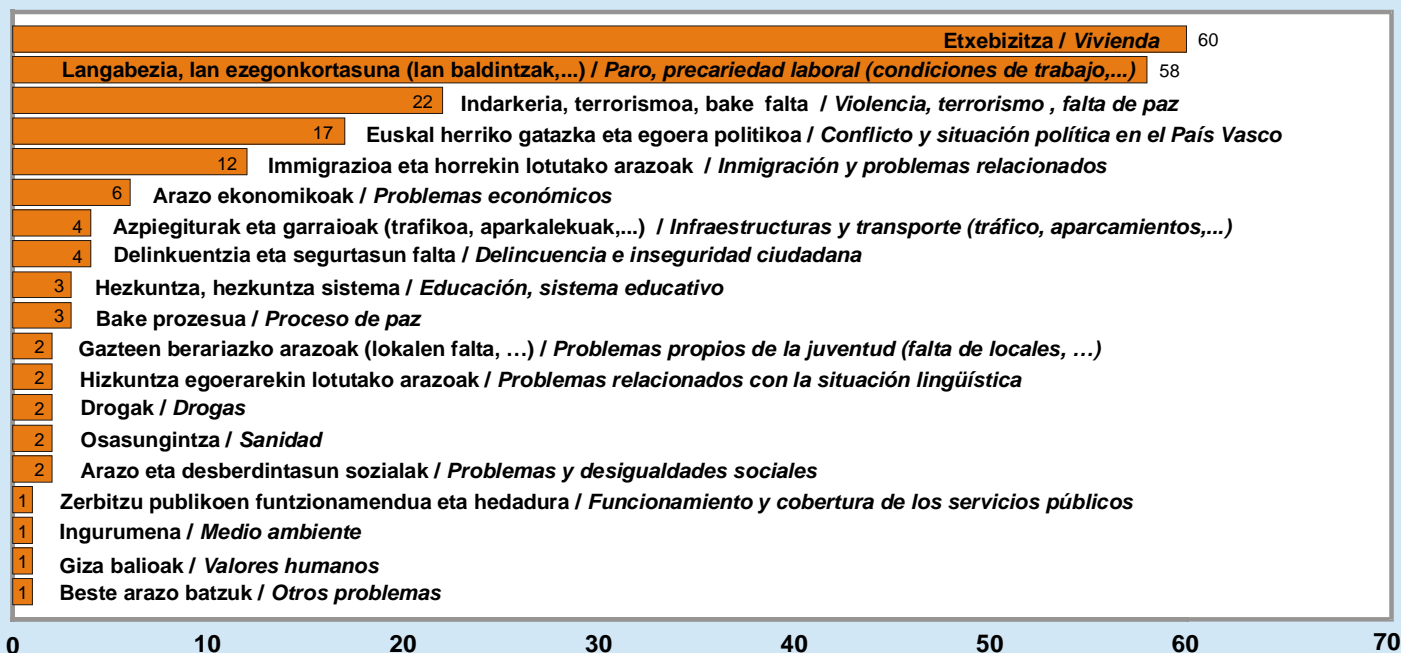 Etxebizitza / Vivienda 60
Langabezia, lan ezegonkortasuna (lan baldintzak,...) / Paro, precariedad laboral (condiciones de trabajo,...) 58
22 Indarkeria, terrorismoa, bake falta / Violencia, terrorismo , falta de paz
17 Euskal herriko gatazka eta egoera politikoa / Conflicto y situación política en el País Vasco
12 Immigrazioa eta horrekin lotutako arazoak / Inmigración y problemas relacionados
6 Arazo ekonomikoak / Problemas económicos
4 Azpiegiturak eta garraioak (trafikoa, aparkalekuak,...) / Infraestructuras y transporte (tráfico, aparcamientos,...)
4 Delinkuentzia eta segurtasun falta / Delincuencia e inseguridad ciudadana
3 Hezkuntza, hezkuntza sistema / Educación, sistema educativo
3 Bake prozesua / Proceso de paz
2 Gazteen berariazko arazoak (lokalen falta, …) / Problemas propios de la juventud (falta de locales, …)
2 Hizkuntza egoerarekin lotutako arazoak / Problemas relacionados con la situación lingüística
2 Drogak / Drogas
2 Osasungintza / Sanidad
2 Arazo eta desberdintasun sozialak / Problemas y desigualdades sociales
1 Zerbitzu publikoen funtzionamendua eta hedadura / Funcionamiento y cobertura de los servicios públicos
1 Ingurumena / Medio ambiente
1 Giza balioak / Valores humanos
1 Beste arazo batzuk / Otros problemas
0 10 20 30 40 50 60 70